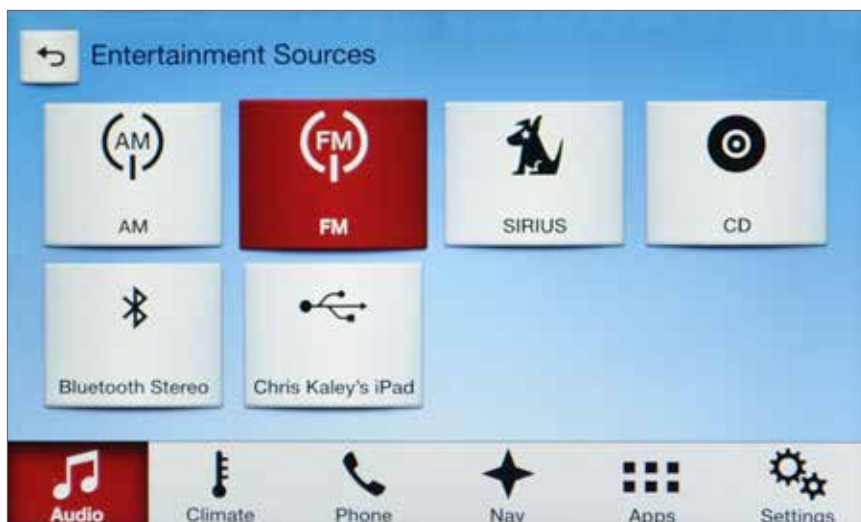 Entertainment Sources
AM
FM
AM
FM
SIRIUS
CD
Bluetooth Stereo
Chris Kaley's iPad
Audio
Climate
Phone
Nav
Apps
Settings